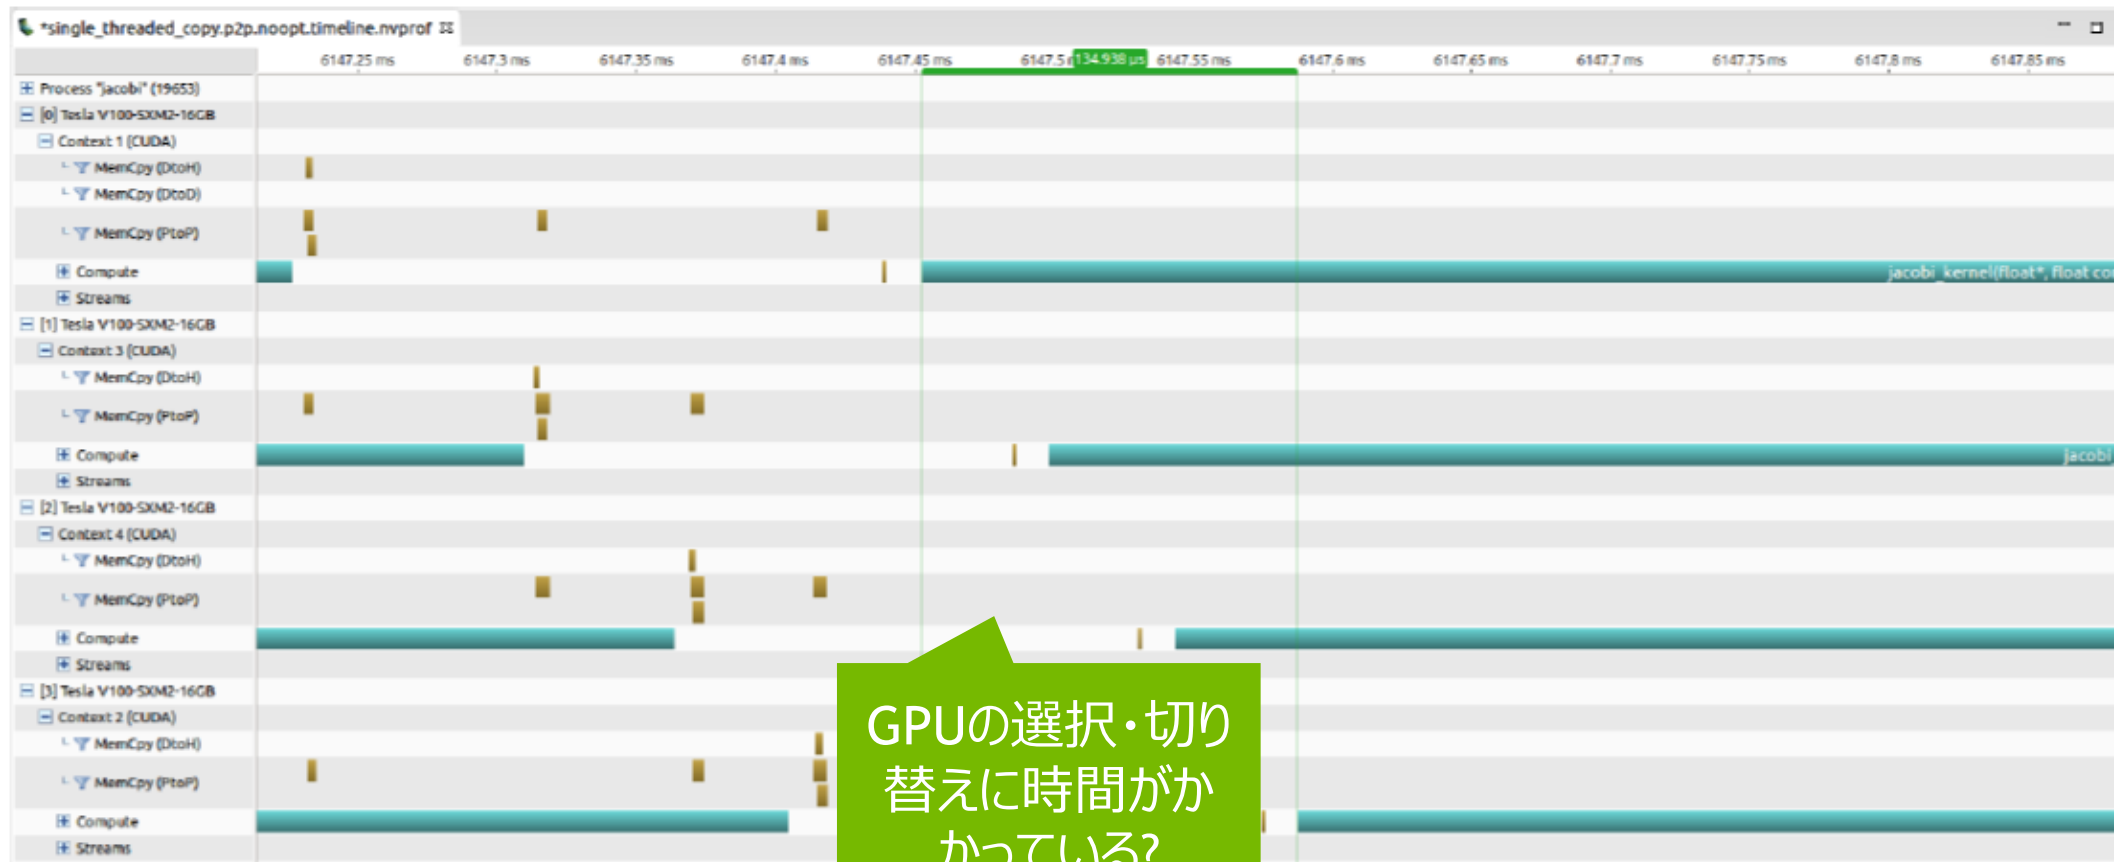 *single_threaded_copy.p2p.noopt.timeline.nvprof
6147.25 ms 6147.3 ms 6147.35 ms 6147.4 ms 6147.45 ms 6147.5 134.938 µs 6147.55 ms 6147.6 ms 6147.65 ms 6147.7 ms 6147.75 ms 6147.8 ms 6147.85 ms
Process "jacobi" (19653)
[0] Tesla V100-SXM2-16GB
Context 1 (CUDA)
MemCpy (DtoH)
MemCpy (DtoD)
MemCpy (PtoP)
Compute jacobi_kernel(float*, float co
Streams
[1] Tesla V100-SXM2-16GB
Context 3 (CUDA)
MemCpy (DtoH)
MemCpy (PtoP)
Compute jacobi
Streams
[2] Tesla V100-SXM2-16GB
Context 4 (CUDA)
MemCpy (DtoH)
MemCpy (PtoP)
Compute
Streams
[3] Tesla V100-SXM2-16GB
Context 2 (CUDA)
MemCpy (DtoH)
MemCpy (PtoP)
Compute
Streams
GPUの選択・切り
替えに時間がか
かっている?